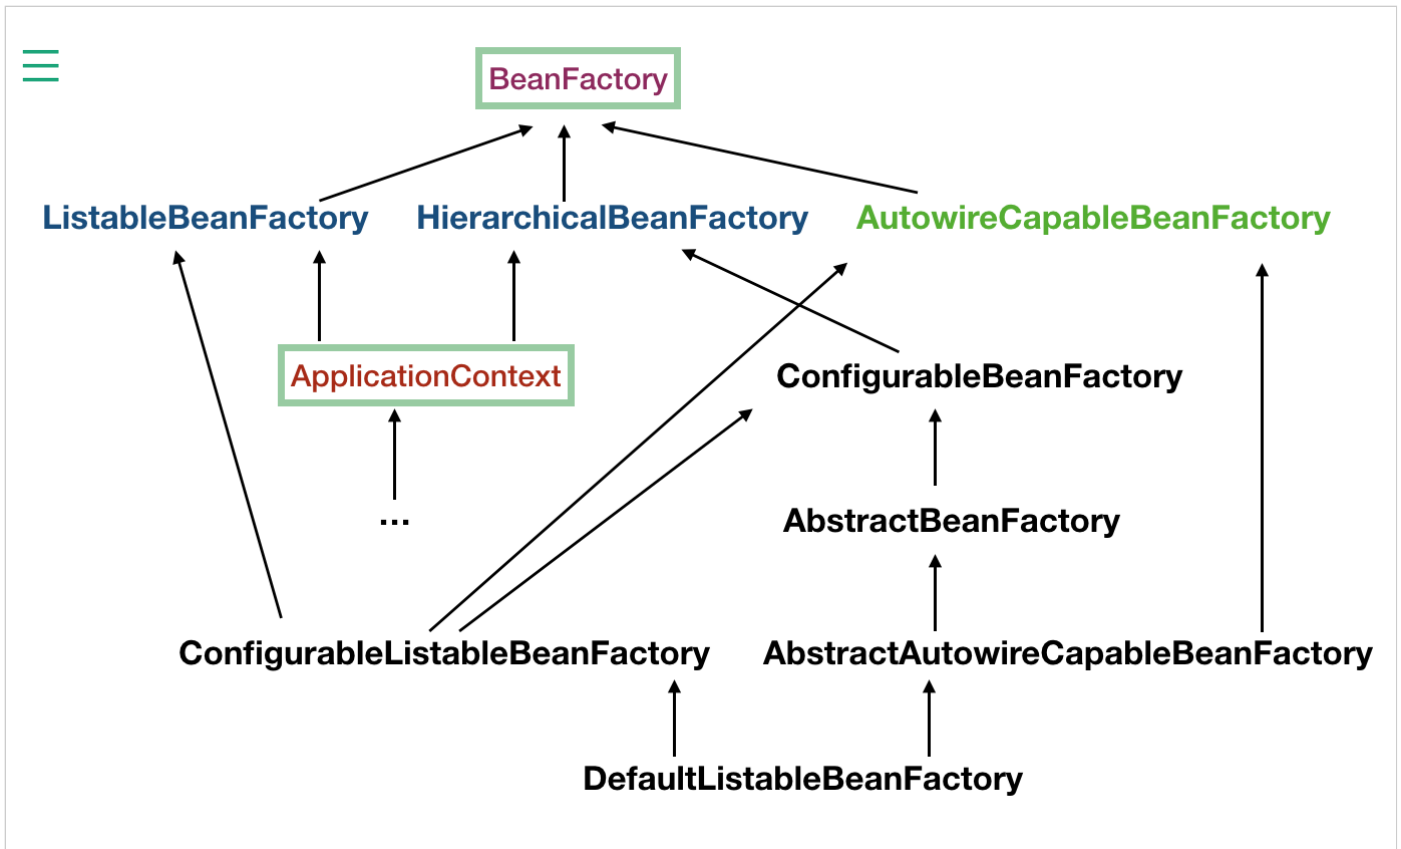 BeanFactory
ListableBeanFactory
HierarchicalBeanFactory
AutowireCapableBeanFactory
ApplicationContext
ConfigurableBeanFactory
...
AbstractBeanFactory
ConfigurableListableBeanFactory
AbstractAutowireCapableBeanFactory
DefaultListableBeanFactory